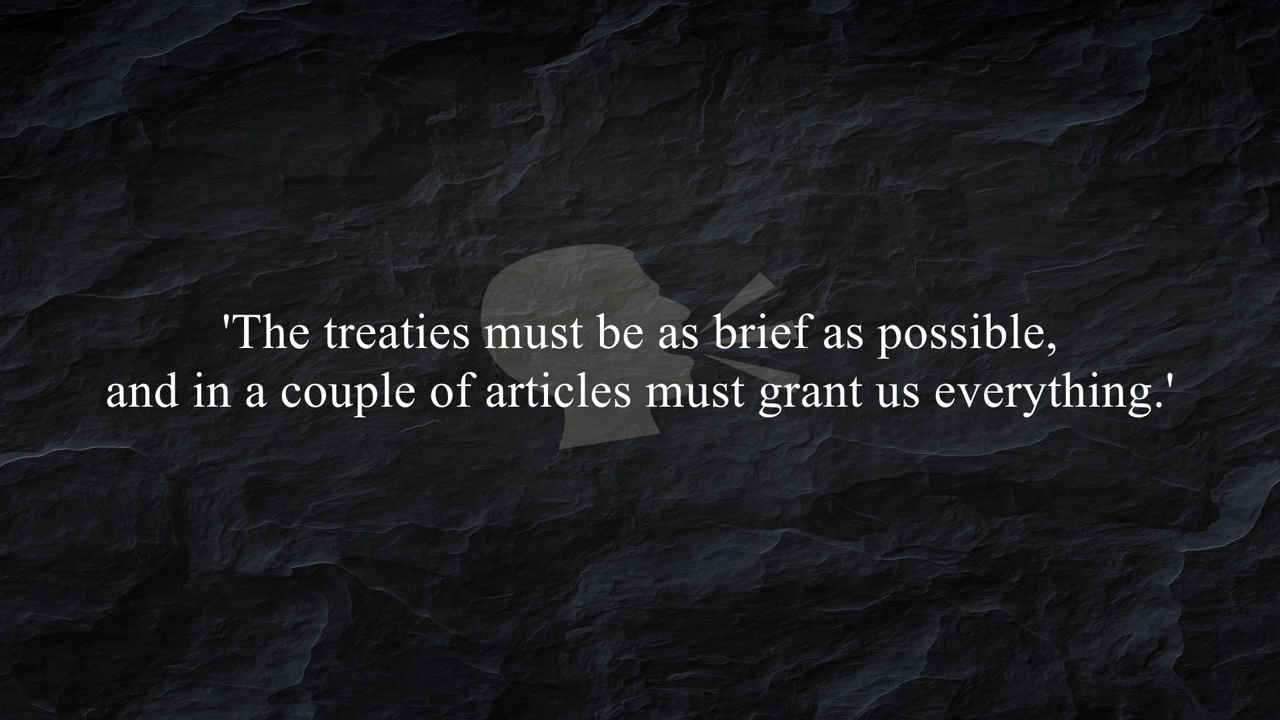 'The treaties must be as brief as possible,
and in a couple of articles must grant us everything.'